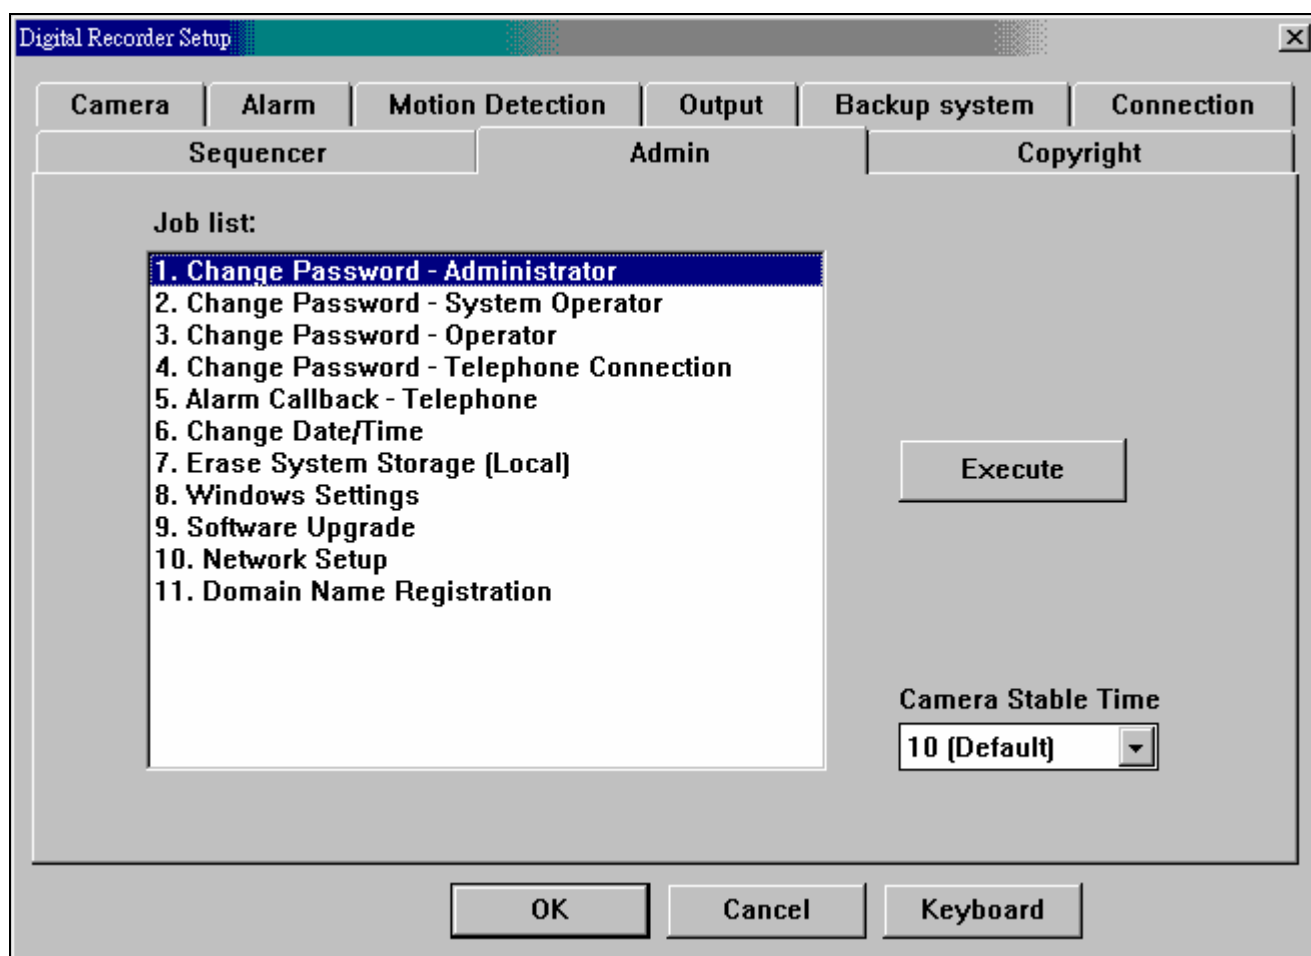 Digital Recorder Setup
Camera Alarm Motion Detection Output Backup system Connection
Sequencer Admin Copyright
Job list:
1. Change Password - Administrator
2. Change Password - System Operator
3. Change Password - Operator
4. Change Password - Telephone Connection
5. Alarm Callback - Telephone
6. Change Date/Time
7. Erase System Storage (Local)
8. Windows Settings
9. Software Upgrade
10. Network Setup
11. Domain Name Registration
Execute
Camera Stable Time
10 (Default)
OK Cancel Keyboard